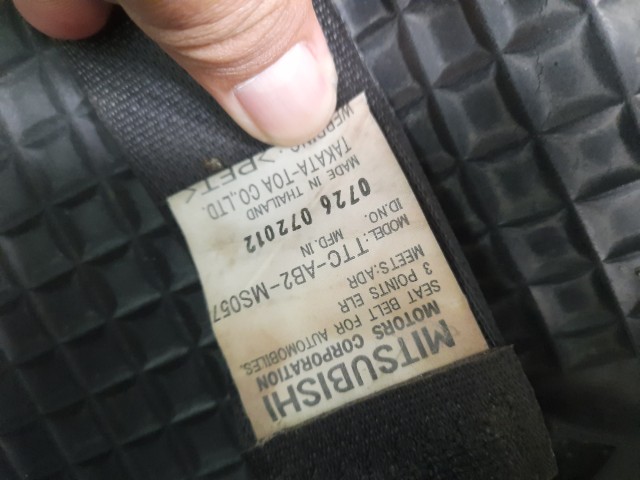 MITSUBISHI
MOTORS CORPORATION
SEAT BELT FOR AUTOMOBILES.
3 POINTS ELR
MEETS:ADR
MODEL:TTC-AB2-MS057
ID.NO. MFD.IN
0726 072012
MADE IN THAILAND
TAKATA-TOA CO.,LTD.
WEBBING: >PET<